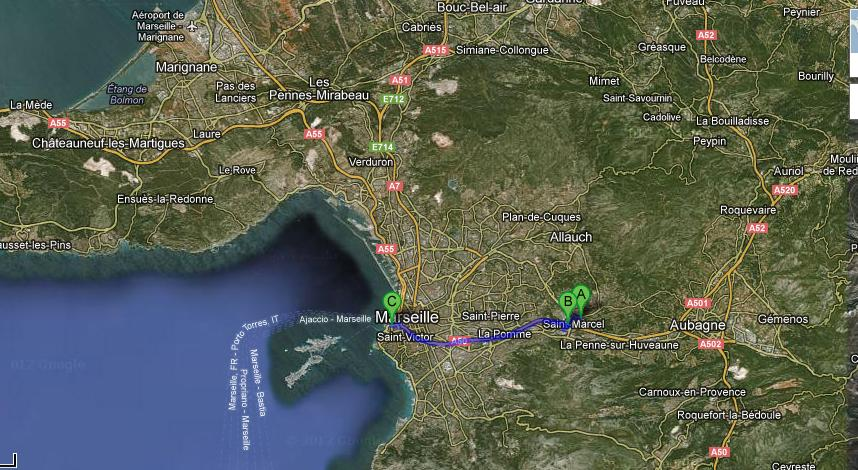 Bouc-Bel-air
Puveau
Aéroport de
Marseille -
Marignane
Cabriès
Peynier
A52
A515
Simiane-Collongue
Gréasque
Belcodène
Marignane
Les
Pennes-Mirabeau
A51
Bourilly
Pas des
Lanciers
Mimet
Étang de
Bolmon
E712
Saint-Savournin
La Mède
Cadolive
La Bouilladisse
A55
Laure
A55
Peypin
Châteauneuf-les-Martigues
E714
Verduron
Auriol
Le Rove
A7
A520
Ensuès-la-Redonne
Roquevaire
Plan-de-Cuques
A52
Allauch
A55
C
B
A
A501
Ajaccio - Marseille
Marseille
Saint-Pierre
Saint-Marcel
Aubagne
Gémenos
Saint-Victor
A50
La Pomme
La Penne-sur-Huveaune
A502
Marseille, FR - Porto Torres, IT
Marseille - Bastia
Propriano - Marseille
Carnoux-en-Provence
Roquefort-la-Bédoule
A50
Ceyreste